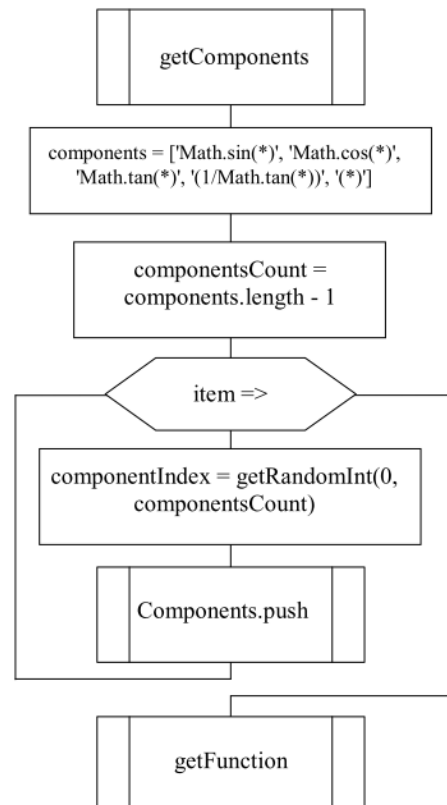 getComponents
components = ['Math.sin(*)', 'Math.cos(*)',
'Math.tan(*)', '(1/Math.tan(*))', '(*)']
componentsCount =
components.length - 1
item =>
componentIndex = getRandomInt(0,
componentsCount)
Components.push
getFunction